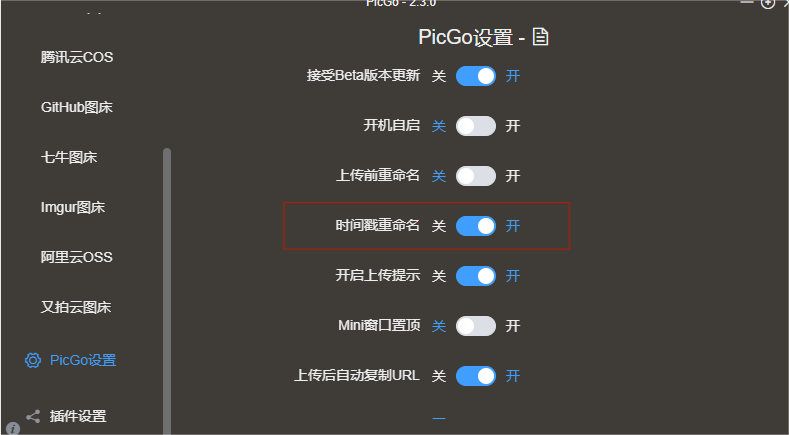 PicGo - 2.3.0
腾讯云COS
GitHub图床
七牛图床
Imgur图床
阿里云OSS
又拍云图床
PicGo设置
插件设置
PicGo设置 -
接受Beta版本更新 关 开
开机自启 关 开
上传前重命名 关 开
时间戳重命名 关 开
开启上传提示 关 开
Mini窗口置顶 关 开
上传后自动复制URL 关 开